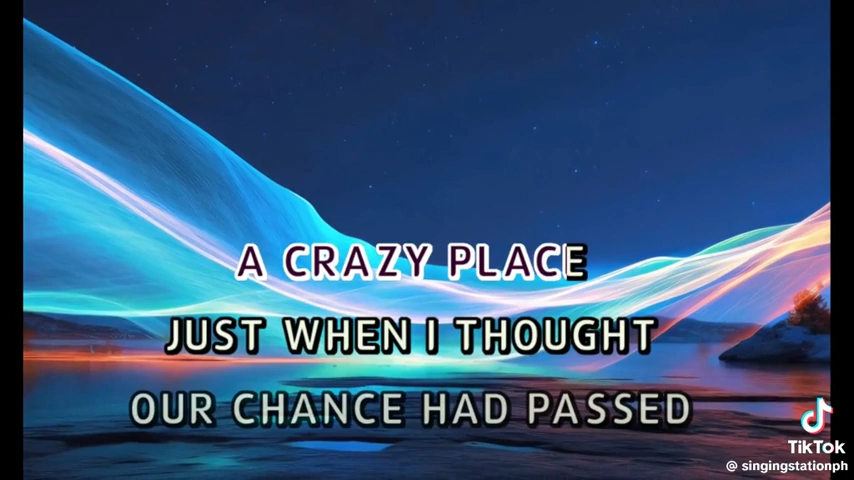 A CRAZY PLACE
JUST WHEN I THOUGHT
OUR CHANCE HAD PASSED
TikTok
@ singingstationph